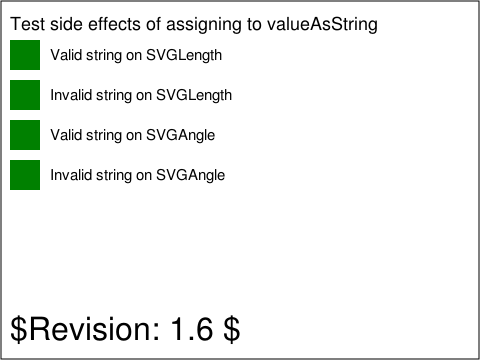 Test side effects of assigning to valueAsString
Valid string on SVGLength
Invalid string on SVGLength
Valid string on SVGAngle
Invalid string on SVGAngle
$Revision: 1.6 $